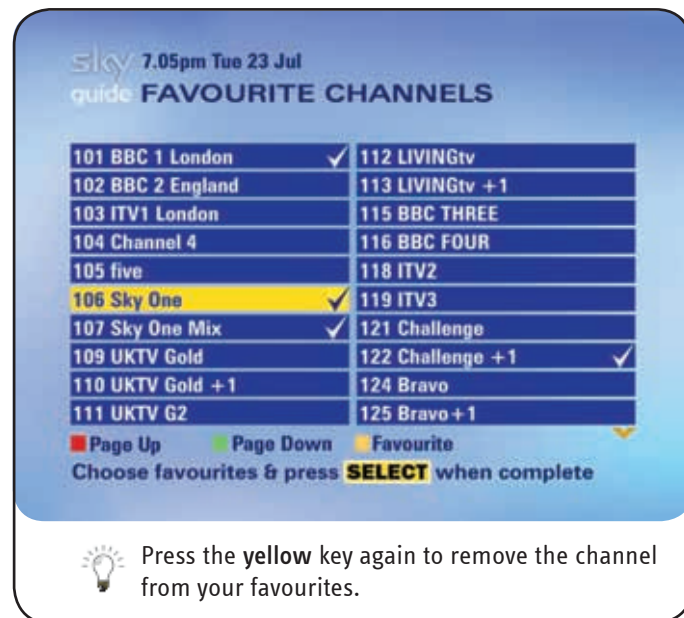 sky 7.05pm Tue 23 Jul
guide FAVOURITE CHANNELS
101 BBC 1 London
102 BBC 2 England
103 ITV1 London
104 Channel 4
105 five
106 Sky One
107 Sky One Mix
109 UKTV Gold
110 UKTV Gold +1
111 UKTV G2
112 LIVINGtv
113 LIVINGtv +1
115 BBC THREE
116 BBC FOUR
118 ITV2
119 ITV3
121 Challenge
122 Challenge +1
124 Bravo
125 Bravo+1
Page Up Page Down Favourite
Choose favourites & press SELECT when complete
Press the yellow key again to remove the channel
from your favourites.